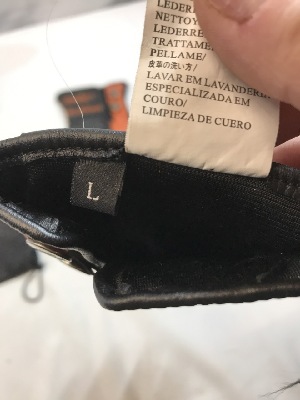 LEDERRE
NETTOY
LEDERRE
TRATTAME
PELLAME/
皮革の洗い方/
LAVAR EM LAVANDERIA
ESPECIALIZADA EM
COURO/
LIMPIEZA DE CUERO
L